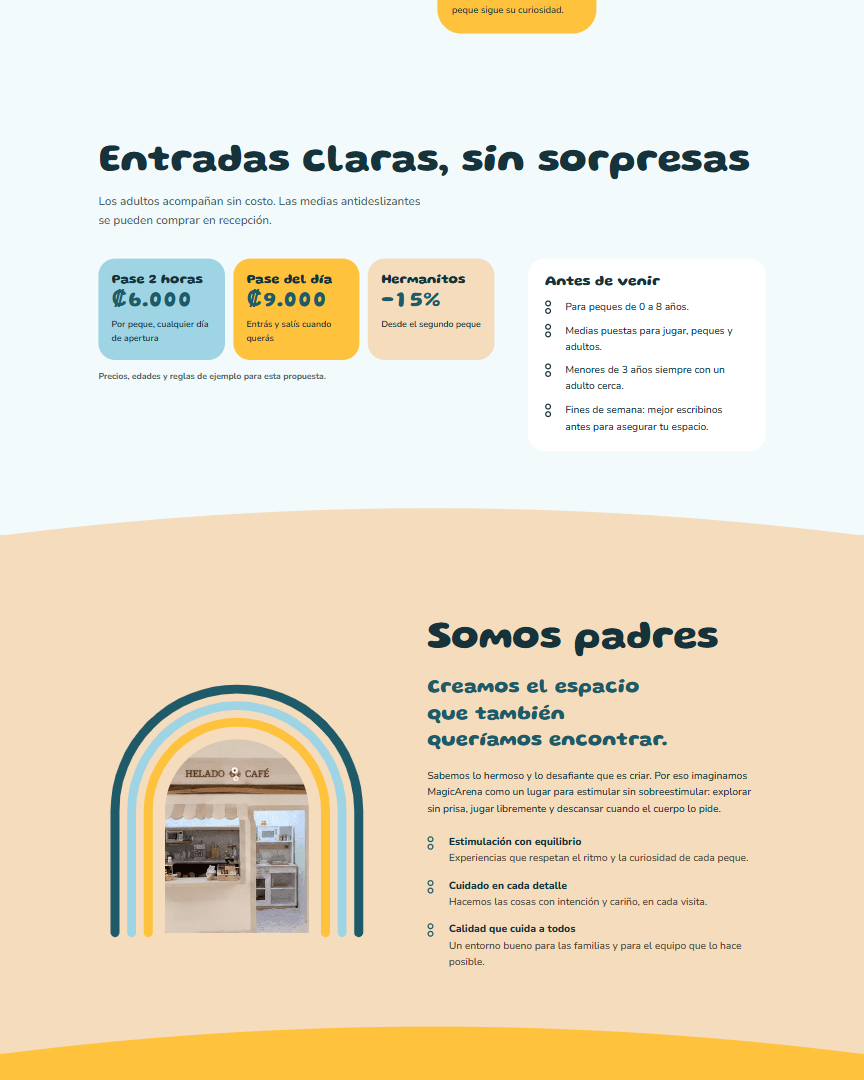 peque sigue su curiosidad.
Entradas claras, sin sorpresas
Los adultos acompañan sin costo. Las medias antideslizantes
se pueden comprar en recepción.
Pase 2 horas
₡6.000
Por peque, cualquier día
de apertura
Pase del día
₡9.000
Entrás y salís cuando
querás
Hermanitos
-15%
Desde el segundo peque
Precios, edades y reglas de ejemplo para esta propuesta.
Antes de venir
Para peques de 0 a 8 años.
Medias puestas para jugar, peques y
adultos.
Menores de 3 años siempre con un
adulto cerca.
Fines de semana: mejor escribinos
antes para asegurar tu espacio.
Somos padres
Creamos el espacio
que también
queríamos encontrar.
Sabemos lo hermoso y lo desafiante que es criar. Por eso imaginamos
MagicArena como un lugar para estimular sin sobreestimular: explorar
sin prisa, jugar libremente y descansar cuando el cuerpo lo pide.
Estimulación con equilibrio
Experiencias que respetan el ritmo y la curiosidad de cada peque.
Cuidado en cada detalle
Hacemos las cosas con intención y cariño, en cada visita.
Calidad que cuida a todos
Un entorno bueno para las familias y para el equipo que lo hace
posible.
HELADO CAFÉ